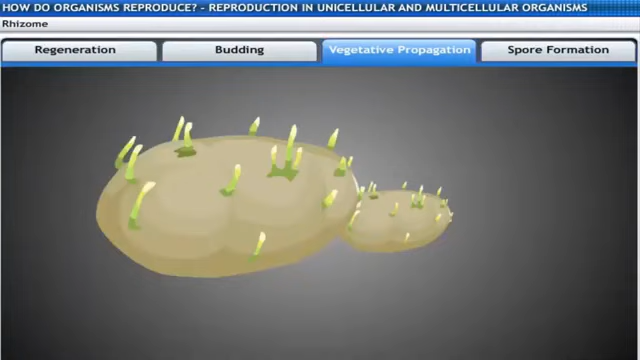 HOW DO ORGANISMS REPRODUCE? - REPRODUCTION IN UNICELLULAR AND MULTICELLULAR ORGANISMS
Rhizome
Regeneration Budding Vegetative Propagation Spore Formation